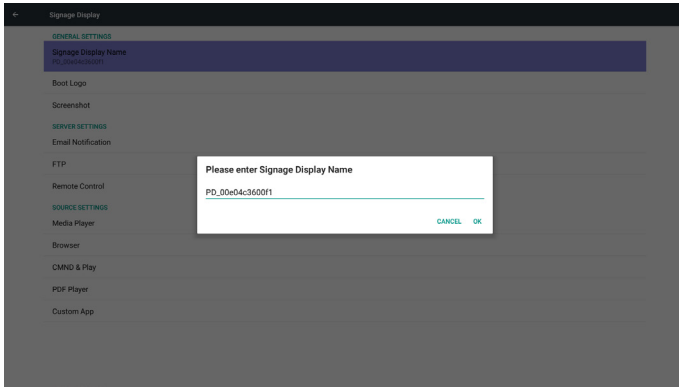 Signage Display
GENERAL SETTINGS
Signage Display Name
PD_00e04c3600f1
Boot Logo
Screenshot
SERVER SETTINGS
Email Notification
FTP
Remote Control
SOURCE SETTINGS
Media Player
Browser
CMND & Play
PDF Player
Custom App
Please enter Signage Display Name
PD_00e04c3600f1
CANCEL OK